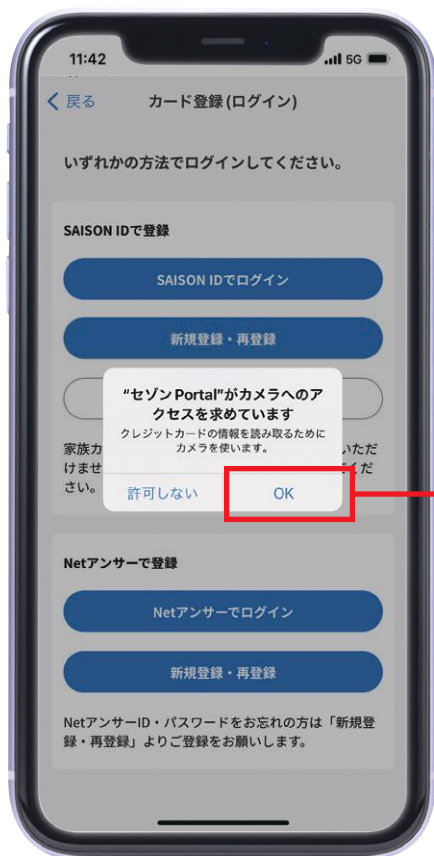 11:42
5G
戻る
カード登録(ログイン)
いずれかの方法でログインしてください。
SAISON IDで登録
SAISON IDでログイン
新規登録・再登録
"セゾンPortal"がカメラへのア
クセスを求めています
クレジットカードの情報を読み取るために
カメラを使います。
許可しない
OK
家族カ
いただ
けませ
くだ
さい。
Netアンサーで登録
Netアンサーでログイン
新規登録・再登録
NetアンサーID・パスワードをお忘れの方は「新規登
録・再登録」よりご登録をお願いします。